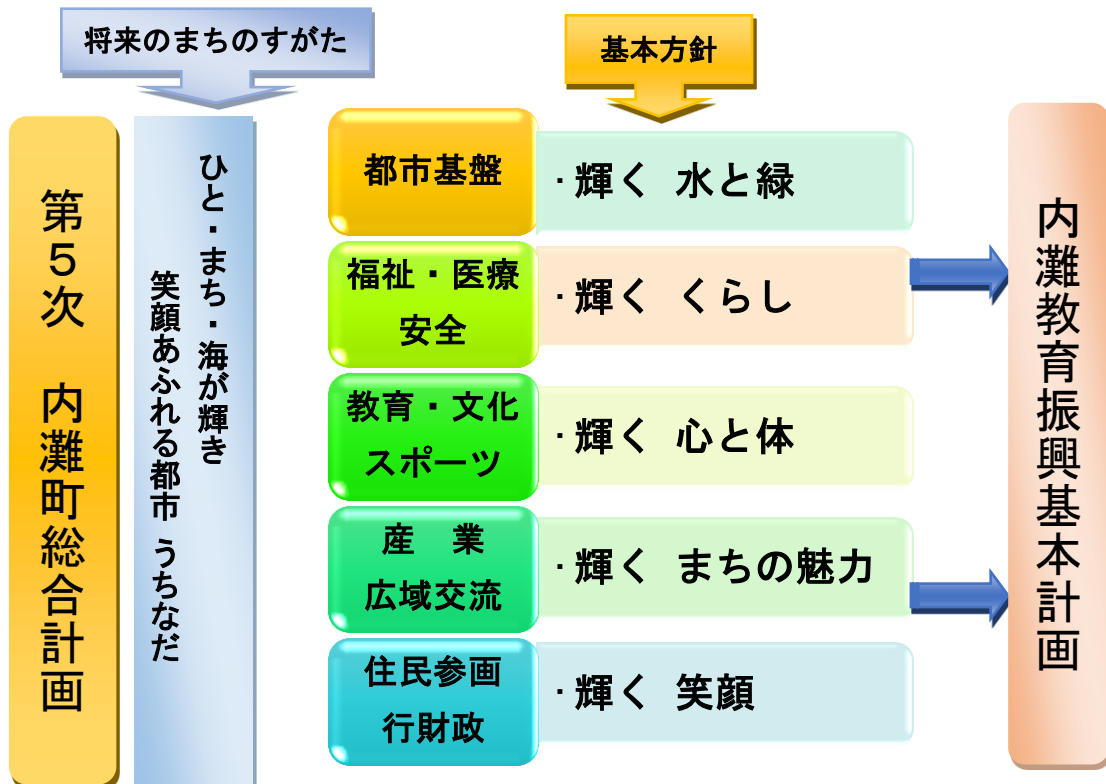 将来のまちのすがた
基本方針
第５次　内灘町総合計画
ひと・まち・海が輝き
笑顔あふれる都市 うちなだ
都市基盤
・輝く 水と緑
福祉・医療
安全
・輝く くらし
教育・文化
スポーツ
・輝く 心と体
産　業
広域交流
・輝く まちの魅力
住民参画
行財政
・輝く 笑顔
内灘教育振興基本計画